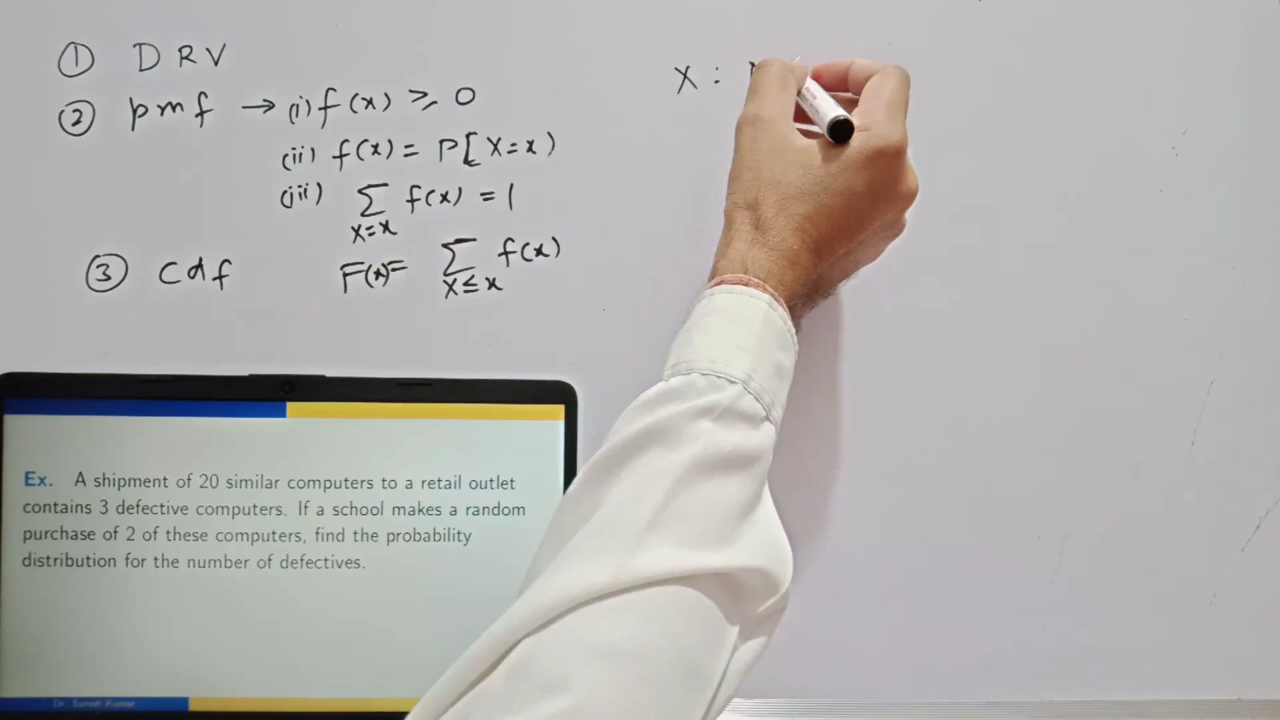 ① DRV
② pmf → (i) f(x) ≥ 0
(ii) f(x) = P[X=x)
(iii) ∑ f(x) = 1
X=x
③ Cdf F(x)= ∑ f(x)
X≤x
X :
Ex. A shipment of 20 similar computers to a retail outlet
contains 3 defective computers. If a school makes a random
purchase of 2 of these computers, find the probability
distribution for the number of defectives.